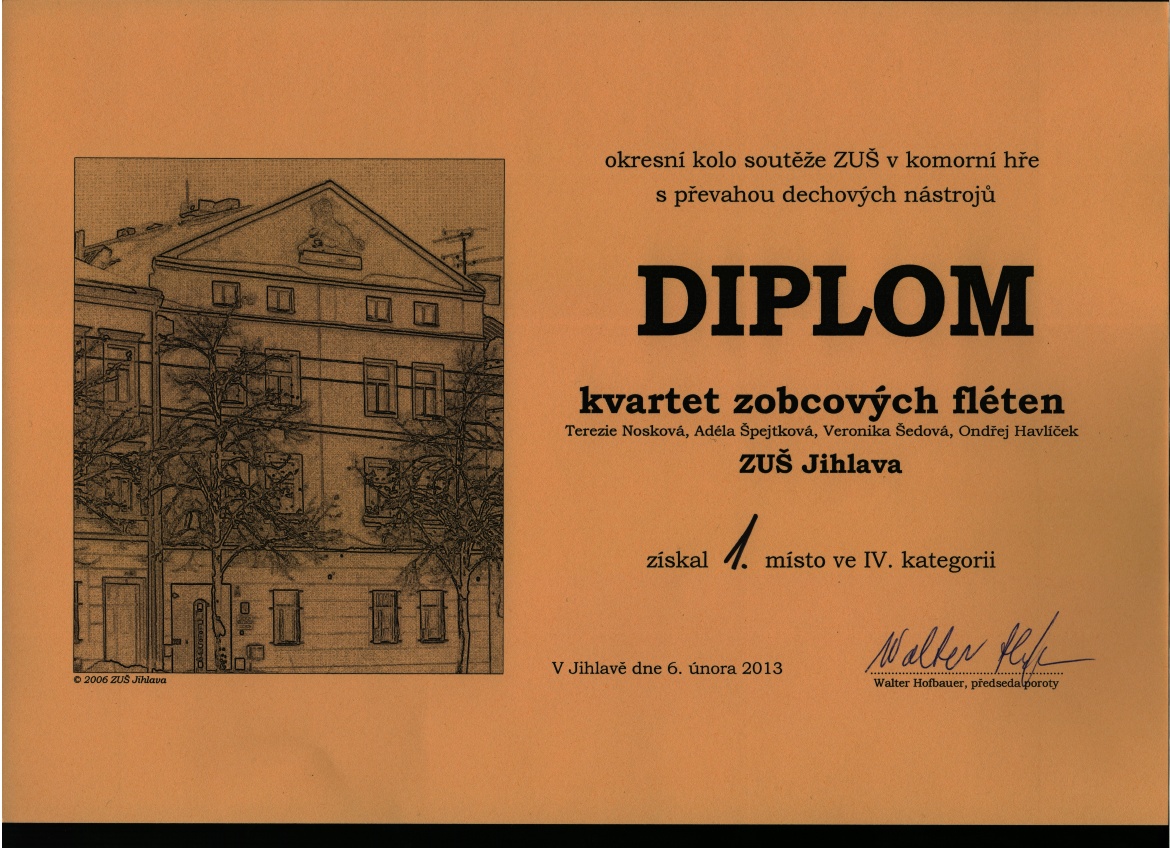 okresní kolo soutěže ZUŠ v komorní hře
s převahou dechových nástrojů
DIPLOM
kvartet zobcových fléten
Terezie Nosková, Adéla Špejtková, Veronika Šedová, Ondřej Havlíček
ZUŠ Jihlava
získal 1. místo ve IV. kategorii
V Jihlavě dne 6. února 2013
Walter
Walter Hofbauer, předseda poroty
© 2006 ZUŠ Jihlava